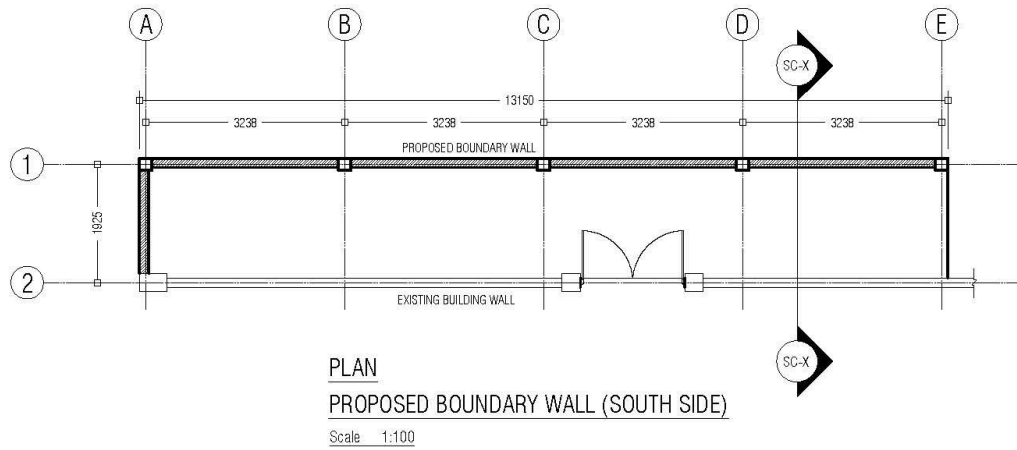 A B C D E
SC-X
13150
3238 3238 3238 3238
PROPOSED BOUNDARY WALL
1
1925
2
EXISTING BUILDING WALL
SC-X
PLAN
PROPOSED BOUNDARY WALL (SOUTH SIDE)
Scale 1:100